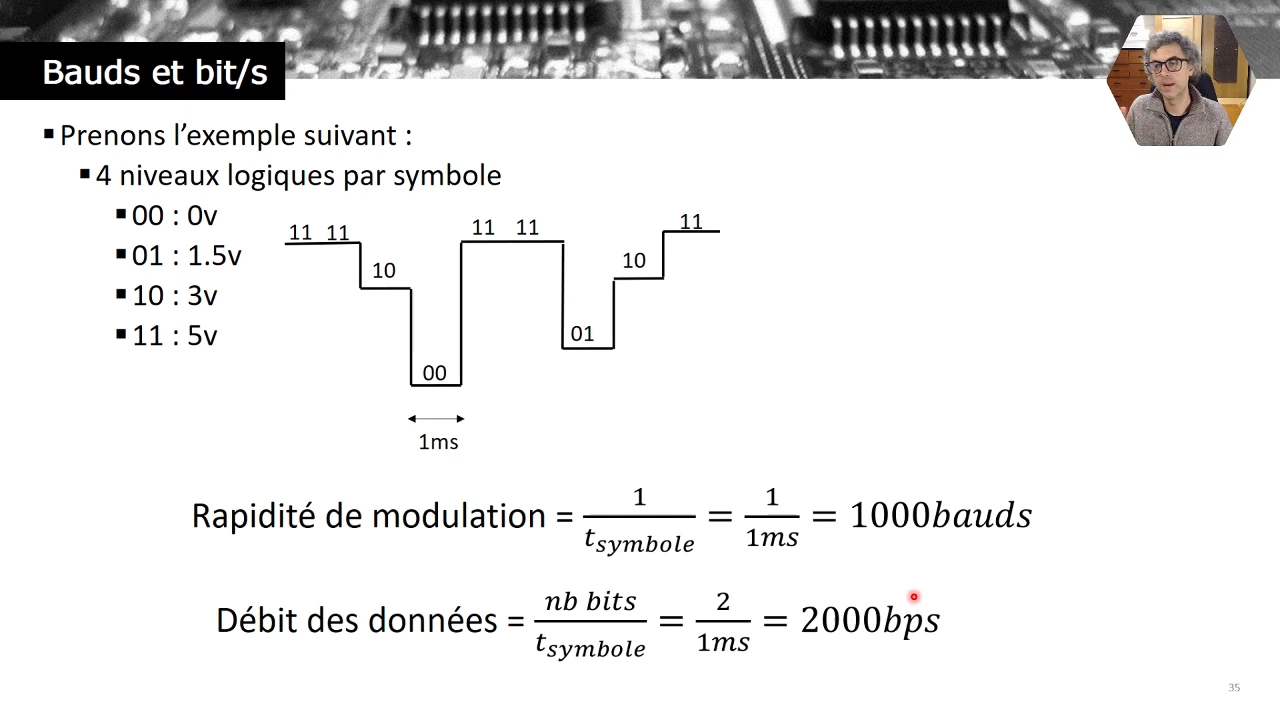 Bauds et bit/s
▪Prenons l’exemple suivant :
▪4 niveaux logiques par symbole
▪00 : 0v
▪01 : 1.5v
▪10 : 3v
▪11 : 5v
11 11
10
00
11 11
01
10
11
1ms
Rapidité de modulation = 1/t_symbole = 1/1ms = 1000bauds
Débit des données = nb bits/t_symbole = 2/1ms = 2000bps
35